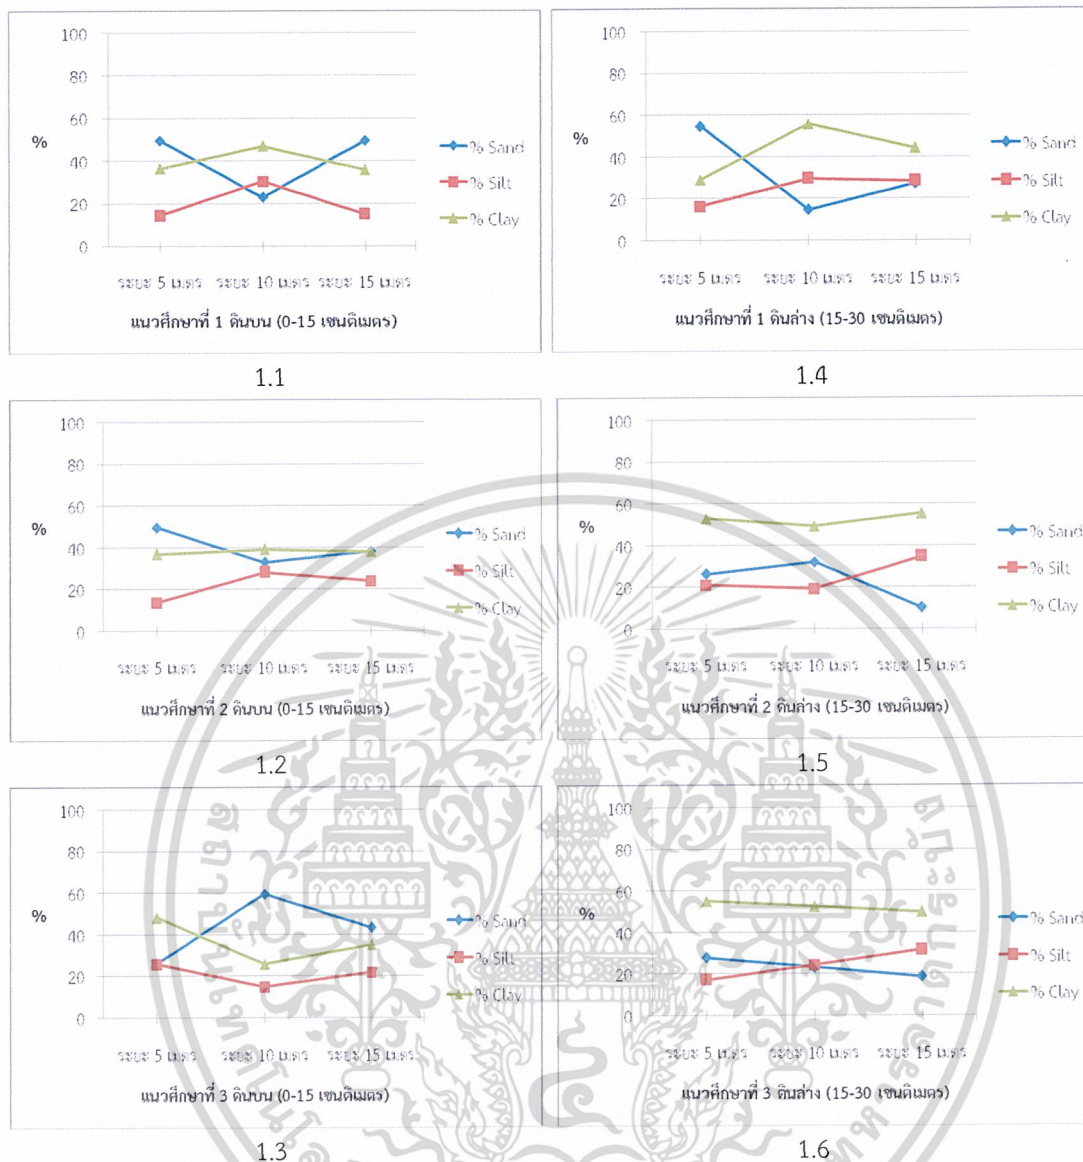 100
80
60
40
20
0
%
% Sand
% Silt
% Clay
ระยะ 5 เมตร ระยะ 10 เมตร ระยะ 15 เมตร
แนวศึกษาที่ 1 ดินบน (0-15 เซนติเมตร)
1.1
100
80
60
40
20
0
%
% Sand
% Silt
% Clay
ระยะ 5 เมตร ระยะ 10 เมตร ระยะ 15 เมตร
แนวศึกษาที่ 1 ดินล่าง (15-30 เซนติเมตร)
1.4
100
80
60
40
20
0
%
% Sand
% Silt
% Clay
ระยะ 5 เมตร ระยะ 10 เมตร ระยะ 15 เมตร
แนวศึกษาที่ 2 ดินบน (0-15 เซนติเมตร)
1.2
100
80
60
40
20
0
%
% Sand
% Silt
% Clay
ระยะ 5 เมตร ระยะ 10 เมตร ระยะ 15 เมตร
แนวศึกษาที่ 2 ดินล่าง (15-30 เซนติเมตร)
1.5
100
80
60
40
20
0
%
% Sand
% Silt
% Clay
ระยะ 5 เมตร ระยะ 10 เมตร ระยะ 15 เมตร
แนวศึกษาที่ 3 ดินบน (0-15 เซนติเมตร)
1.3
100
80
60
40
20
0
%
% Sand
% Silt
% Clay
ระยะ 5 เมตร ระยะ 10 เมตร ระยะ 15 เมตร
แนวศึกษาที่ 3 ดินล่าง (15-30 เซนติเมตร)
1.6